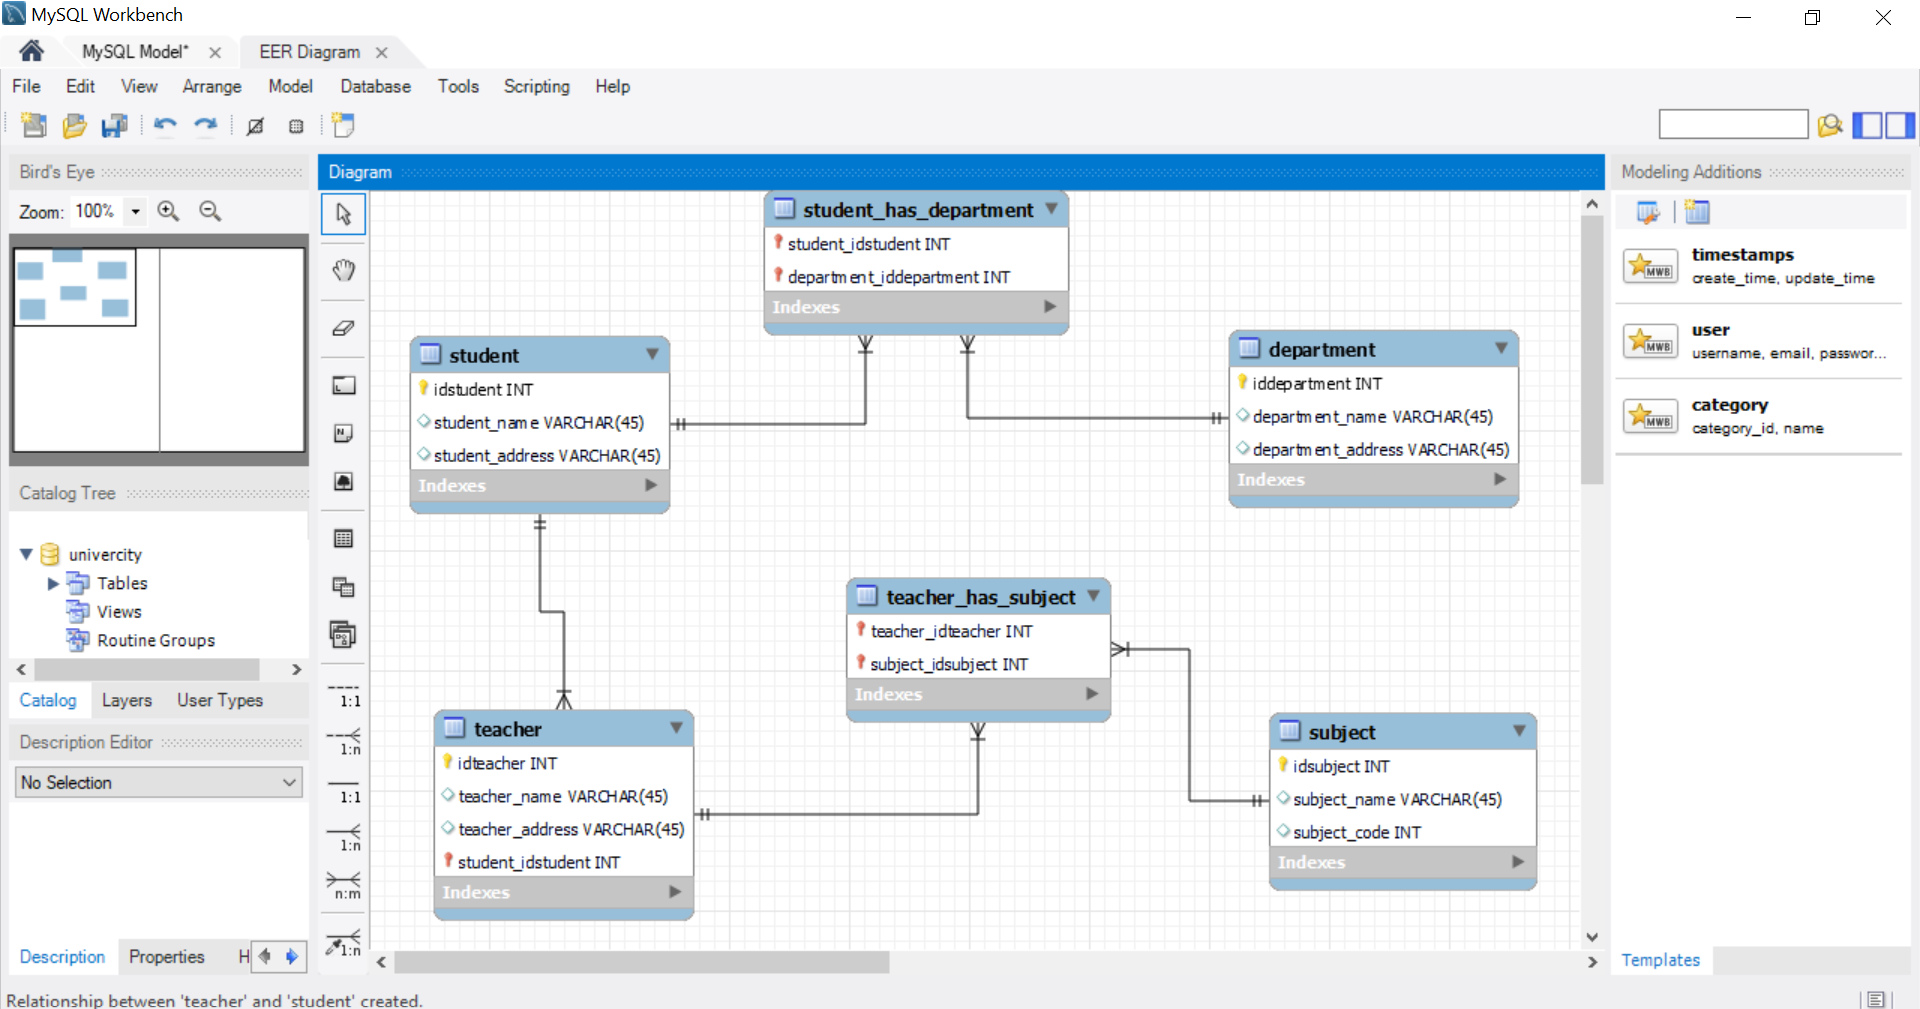 MySQL Workbench
MySQL Model*
EER Diagram
File Edit View Arrange Model Database Tools Scripting Help
Bird's Eye
Zoom: 100%
Catalog Tree
univercity
Tables
Views
Routine Groups
Catalog Layers User Types
Description Editor
No Selection
Description Properties H
Diagram
1:1
1:n
1:1
1:n
n:m
1:n
student_has_department
student_idstudent INT
department_iddepartment INT
Indexes
student
idstudent INT
student_name VARCHAR(45)
student_address VARCHAR(45)
Indexes
department
iddepartment INT
department_name VARCHAR(45)
department_address VARCHAR(45)
Indexes
teacher_has_subject
teacher_idteacher INT
subject_idsubject INT
Indexes
teacher
idteacher INT
teacher_name VARCHAR(45)
teacher_address VARCHAR(45)
student_idstudent INT
Indexes
subject
idsubject INT
subject_name VARCHAR(45)
subject_code INT
Indexes
Modeling Additions
MWB
timestamps
create_time, update_time
MWB
user
username, email, passwor...
MWB
category
category_id, name
Templates
Relationship between 'teacher' and 'student' created.